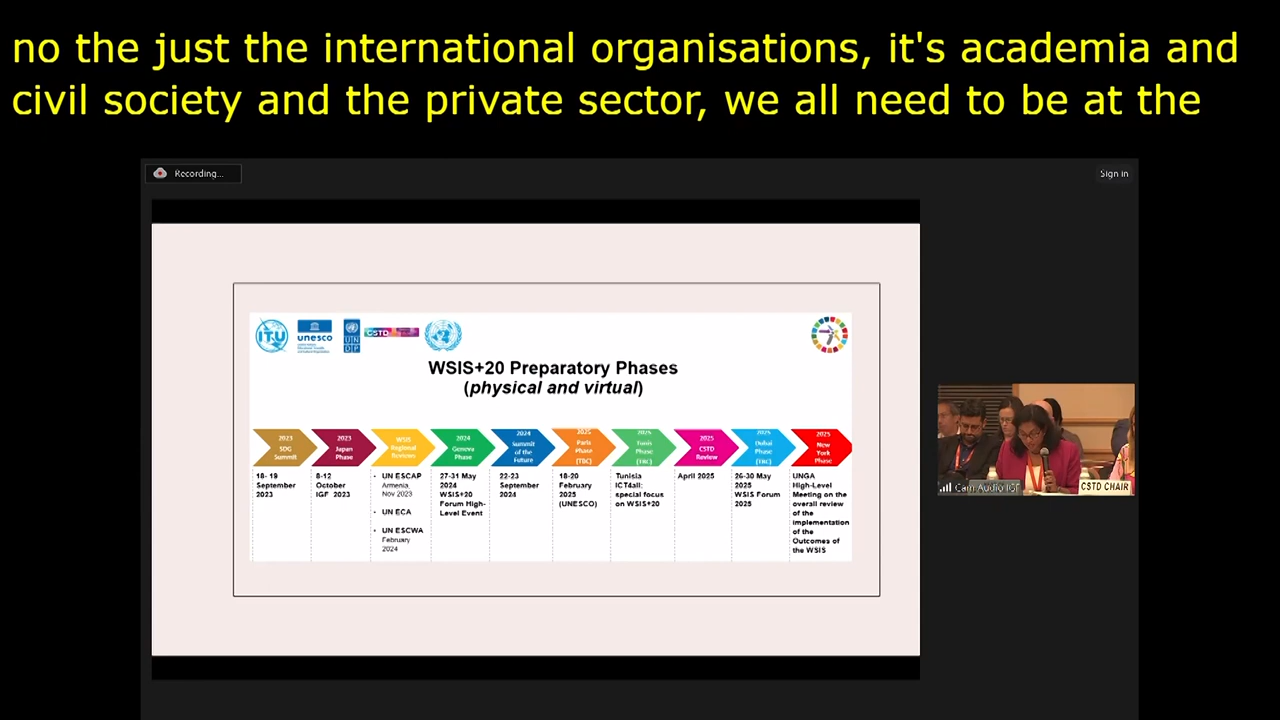 no the just the international organisations, it's academia and
civil society and the private sector, we all need to be at the
Recording...
Sign in
ITU
unesco
UN
DP
CSTD
WSIS+20 Preparatory Phases
(physical and virtual)
2023
SDG
Summit
2023
Japan
Phase
WSIS
Regional
Reviews
2024
Geneva
Phase
2024
Summit
of the
Future
2025
Paris
Phase
(TBC)
2025
Tunis
Phase
(TBC)
2025
CSTD
Review
2025
Dubai
Phase
(TBC)
2025
New
York
Phase
18- 19
September
2023
8-12
October
IGF 2023
• UN ESCAP
Armenia,
Nov 2023
• UN ECA
• UN ESCWA
February
2024
27-31 May
2024
WSIS+20
Forum High-
Level Event
22-23
September
2024
18-20
February
2025
(UNESCO)
Tunisia
ICT4all:
special focus
on WSIS+20
April 2025
26-30 May
2025
WSIS Forum
2025
UNGA
High-Level
Meeting on the
overall review
of the
implementation
of the
Outcomes of
the WSIS
Cam Audio IGF
CSTD CHAIR